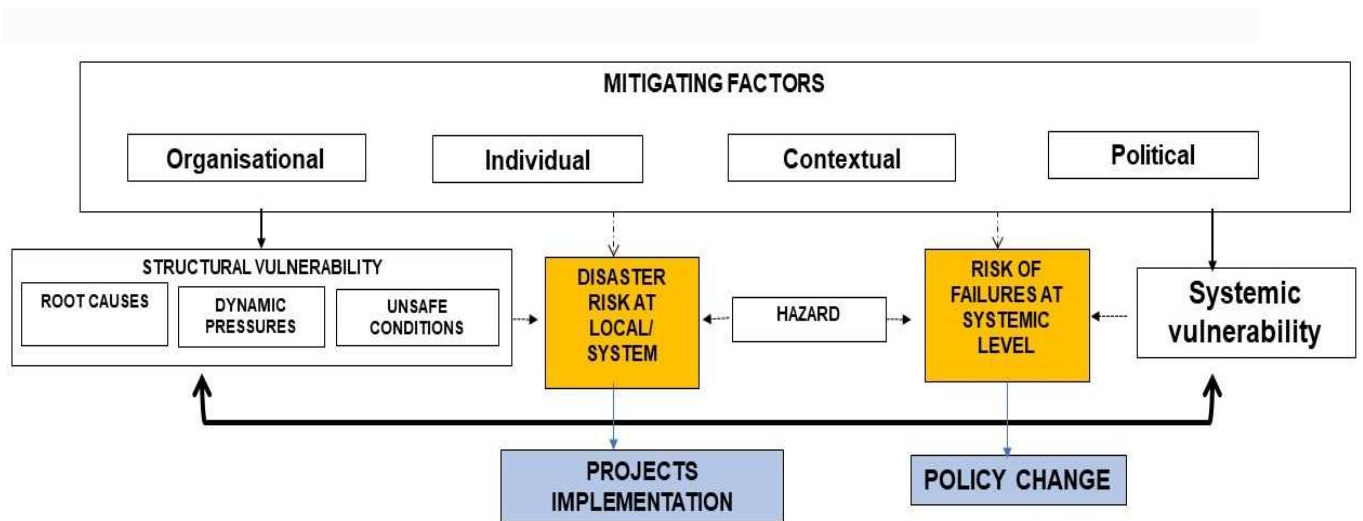 MITIGATING FACTORS
Organisational
Individual
Contextual
Political
STRUCTURAL VULNERABILITY
ROOT CAUSES
DYNAMIC
PRESSURES
UNSAFE
CONDITIONS
DISASTER
RISK AT
LOCAL/
SYSTEM
HAZARD
RISK OF
FAILURES AT
SYSTEMIC
LEVEL
Systemic
vulnerability
PROJECTS
IMPLEMENTATION
POLICY CHANGE